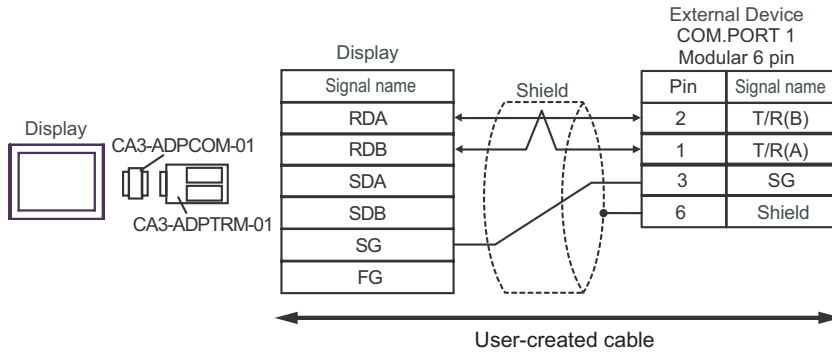 External Device
COM.PORT 1
Modular 6 pin
Display
Signal name
Shield
Pin
Signal name
RDA
2
T/R(B)
RDB
1
T/R(A)
SDA
3
SG
SDB
6
Shield
SG
FG
Display
CA3-ADPCOM-01
CA3-ADPTRM-01
User-created cable